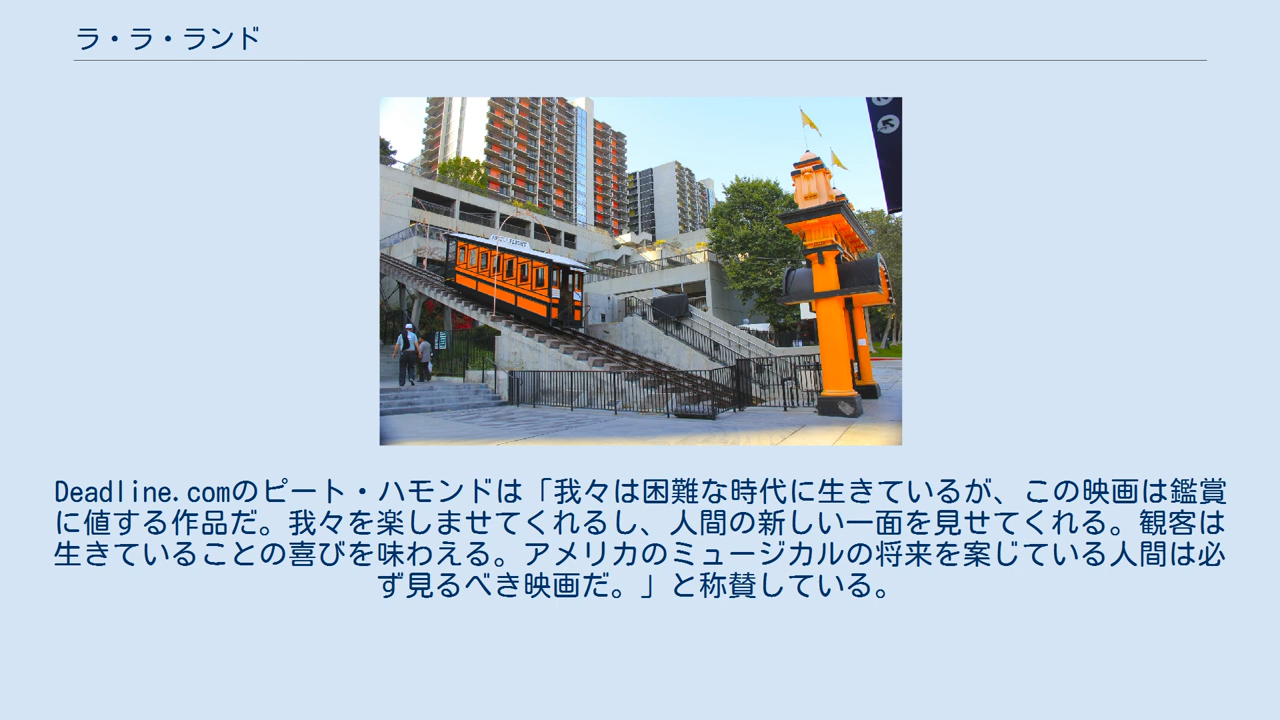 ラ・ラ・ランド
Deadline.comのピート・ハモンドは「我々は困難な時代に生きているが、この映画は鑑賞
に値する作品だ。我々を楽しませてくれるし、人間の新しい一面を見せてくれる。観客は
生きていることの喜びを味わえる。アメリカのミュージカルの将来を案じている人間は必
ず見るべき映画だ。」と称賛している。